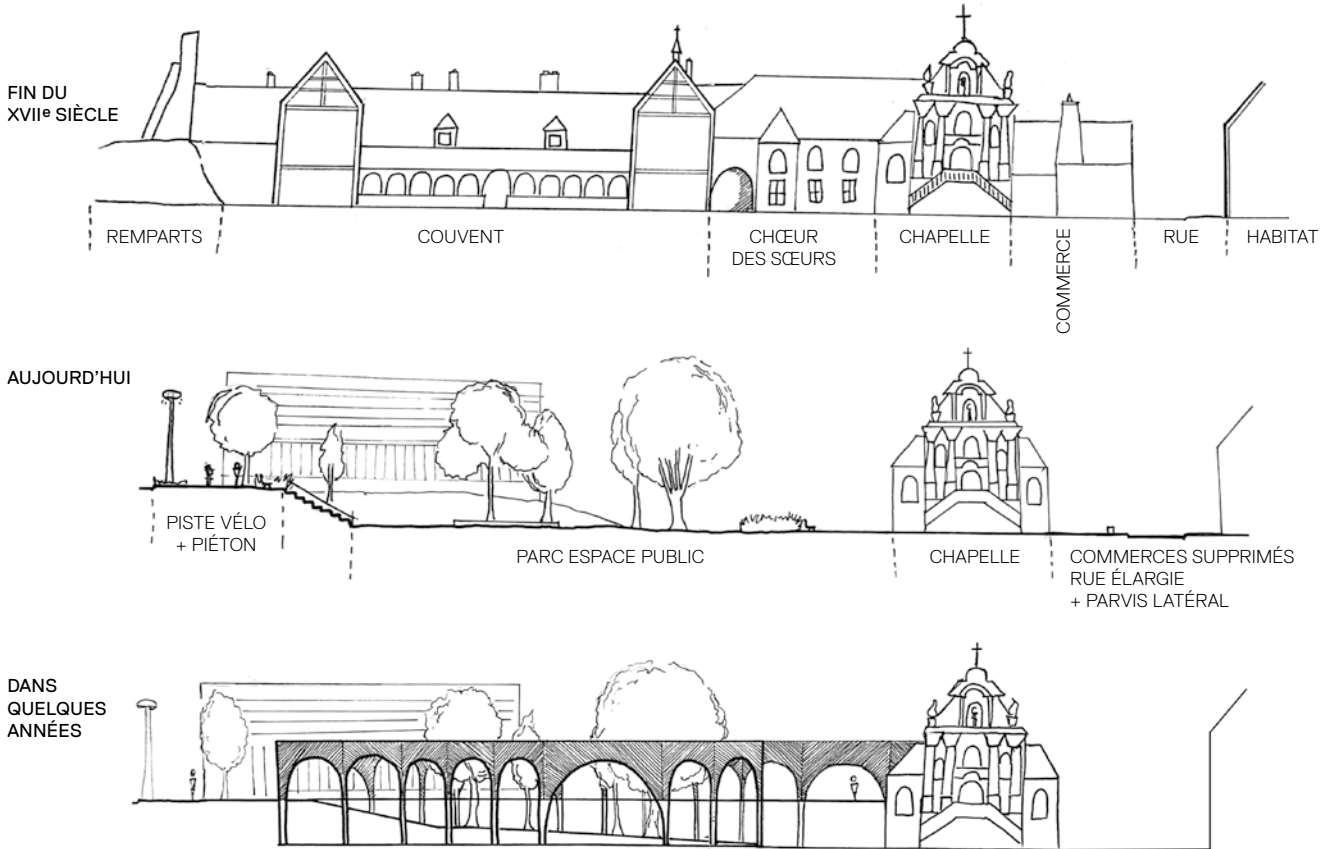 FIN DU
XVIIᵉ SIÈCLE
REMPARTS
COUVENT
CHŒUR
DES SŒURS
CHAPELLE
COMMERCE
RUE
HABITAT
AUJOURD'HUI
PISTE VÉLO
+ PIÉTON
PARC ESPACE PUBLIC
CHAPELLE
COMMERCES SUPPRIMÉS
RUE ÉLARGIE
+ PARVIS LATÉRAL
DANS
QUELQUES
ANNÉES